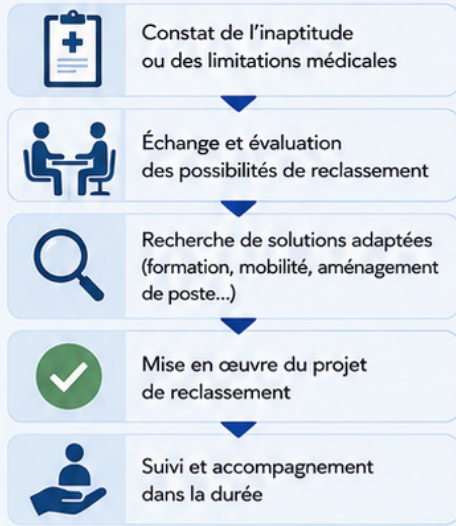 Constat de l’inaptitude
ou des limitations médicales
Échange et évaluation
des possibilités de reclassement
Recherche de solutions adaptées
(formation, mobilité, aménagement
de poste...)
Mise en œuvre du projet
de reclassement
Suivi et accompagnement
dans la durée